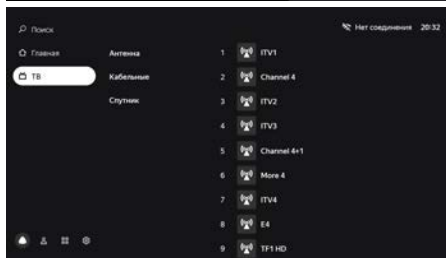 Поиск
Нет соединения 20:32
Главная
ТВ
Антенна
Кабельные
Спутник
1 ITV1
2 Channel 4
3 ITV2
4 ITV3
5 Channel 4+1
6 More 4
7 ITV4
8 E4
9 TF1 HD